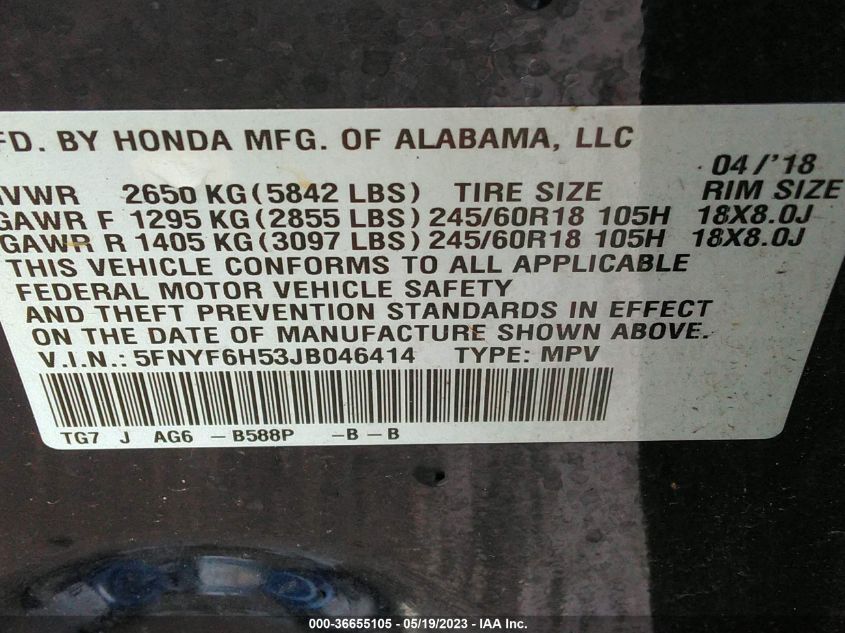 FD. BY HONDA MFG. OF ALABAMA, LLC
04/'18
VWR 2650 KG (5842 LBS) TIRE SIZE RIM SIZE
GAWR F 1295 KG (2855 LBS) 245/60R18 105H 18X8.0J
GAWR R 1405 KG (3097 LBS) 245/60R18 105H 18X8.0J
THIS VEHICLE CONFORMS TO ALL APPLICABLE
FEDERAL MOTOR VEHICLE SAFETY
AND THEFT PREVENTION STANDARDS IN EFFECT
ON THE DATE OF MANUFACTURE SHOWN ABOVE.
V.I.N.: 5FNYF6H53JB046414 TYPE: MPV
TG7 J AG6 -B588P -B-B
000-36655105 - 05/19/2023 - IAA Inc.